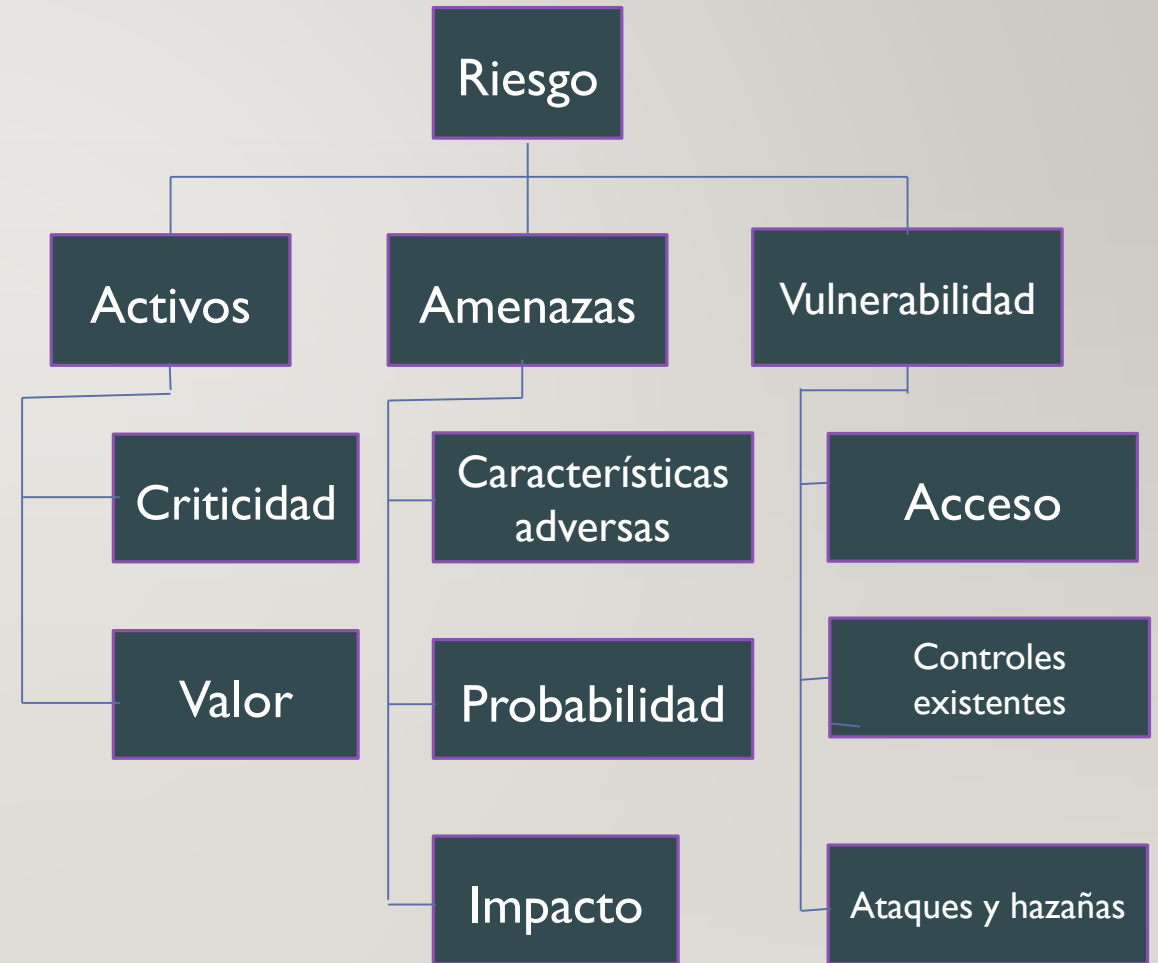 Riesgo
Activos
Amenazas
Vulnerabilidad
Criticidad
Características
adversas
Acceso
Valor
Probabilidad
Controles
existentes
Impacto
Ataques y hazañas